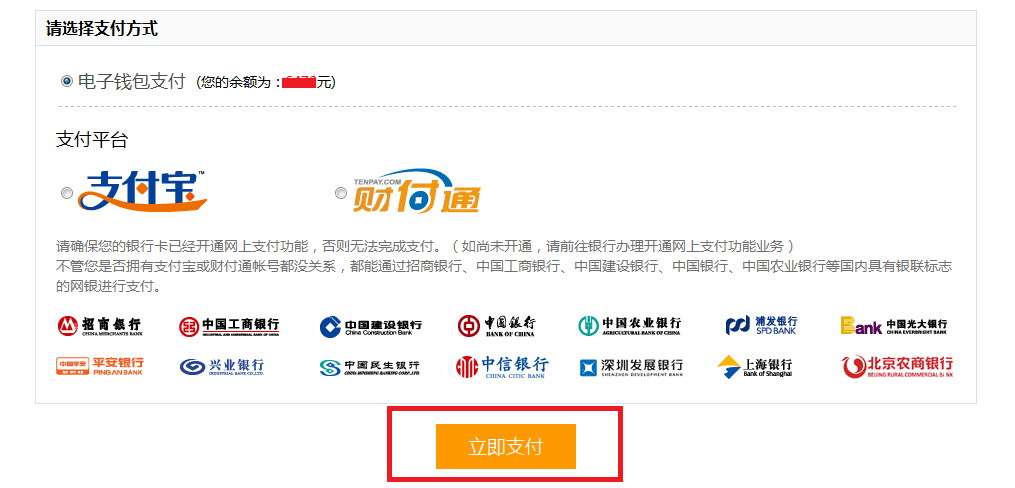 请选择支付方式
电子钱包支付 (您的余额为：元)
支付平台
支付宝™
TENPAY.COM
财付通
请确保您的银行卡已经开通网上支付功能，否则无法完成支付。（如尚未开通，请前往银行办理开通网上支付功能业务）
不管您是否拥有支付宝或财付通帐号都没关系，都能通过招商银行、中国工商银行、中国建设银行、中国银行、中国农业银行等国内具有银联标志
的网银进行支付。
招商银行 中国工商银行 中国建设银行 中国银行 中国农业银行 浦发银行 Bank 中国光大银行
CHINA MERCHANTS BANK INDUSTRIAL AND COMMERCIAL BANK OF CHINA China Construction Bank BANK OF CHINA AGRICULTURAL BANK OF CHINA SPD BANK CHINA EVERBRIGHT BANK
中国平安 平安银行 兴业银行 中国民生银行 中信银行 深圳发展银行 上海银行 北京农商银行
PINGAN BANK INDUSTRIAL BANK CO.,LTD. CHINA MINSHENG BANKING CORP.,LTD. CHINA CITIC BANK SHENZHEN DEVELOPMENT BANK Bank of Shanghai BEIJING RURAL COMMERCIAL BANK
立即支付